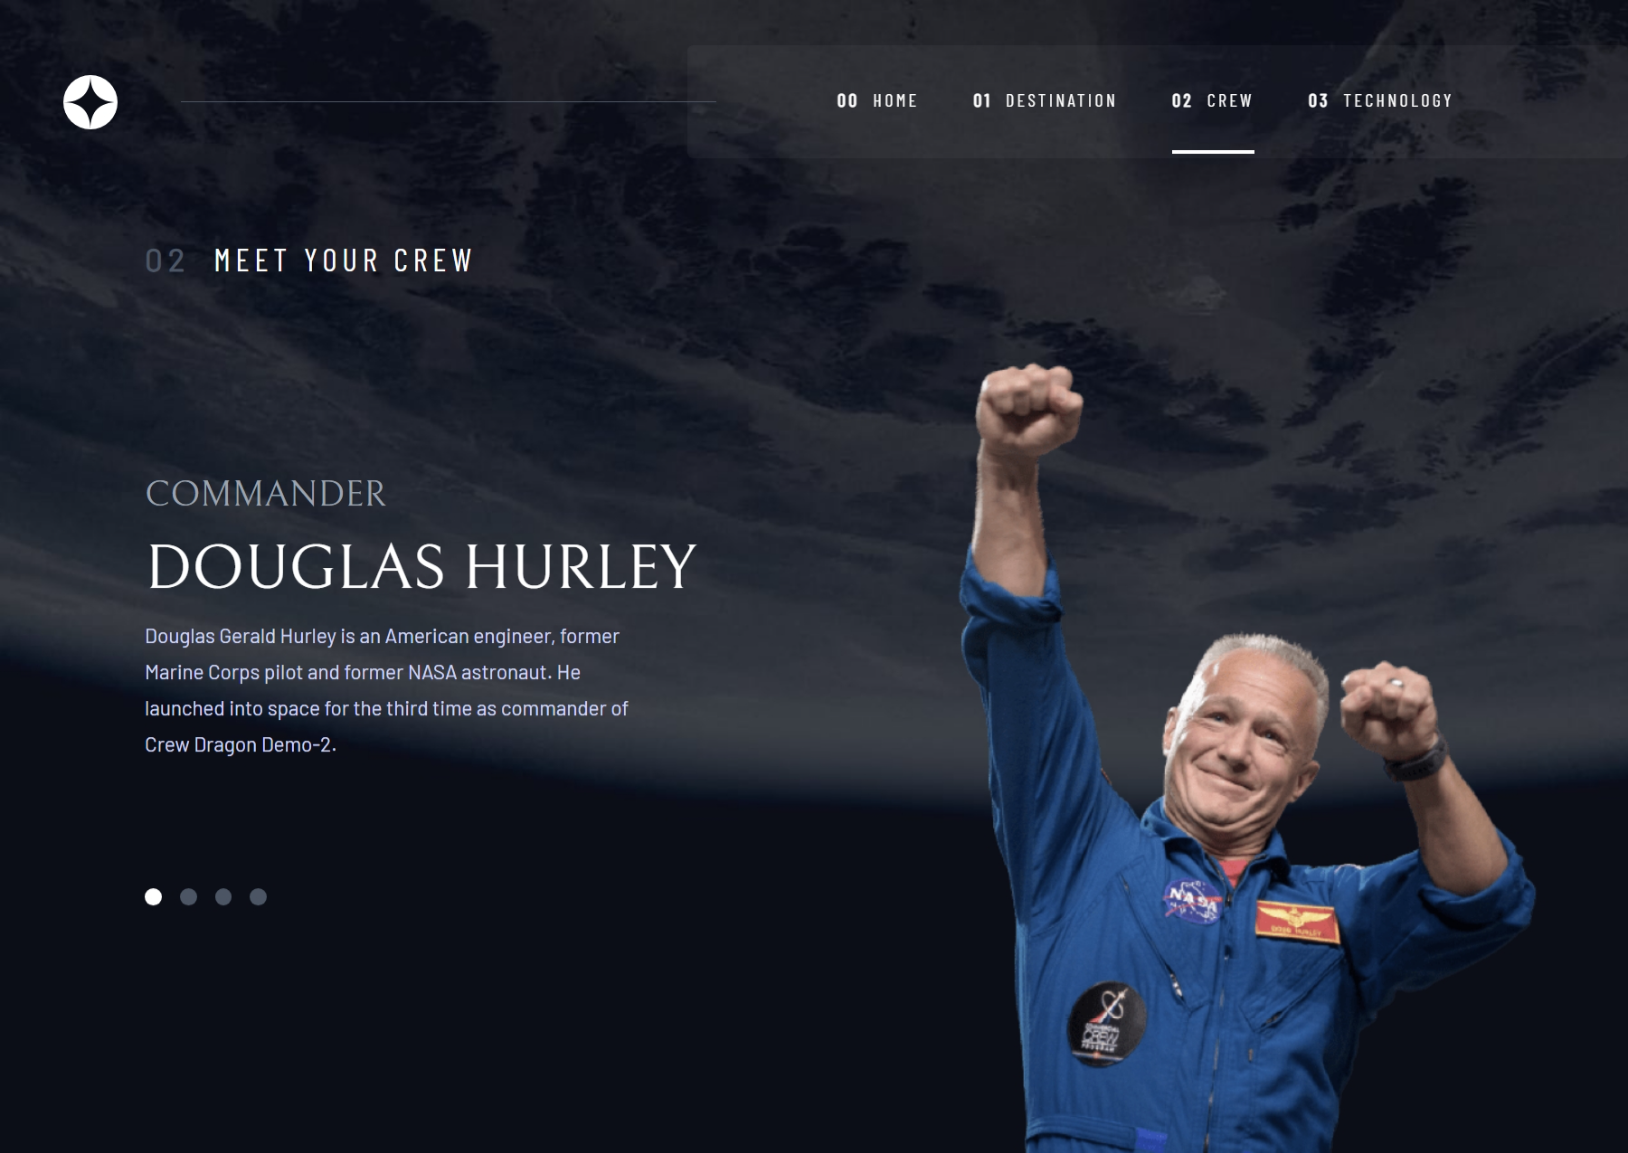 00 HOME 01 DESTINATION 02 CREW 03 TECHNOLOGY
02 MEET YOUR CREW
COMMANDER
DOUGLAS HURLEY
Douglas Gerald Hurley is an American engineer, former
Marine Corps pilot and former NASA astronaut. He
launched into space for the third time as commander of
Crew Dragon Demo-2.
NASA
DOUG HURLEY
COMMERCIAL
CREW
PROGRAM